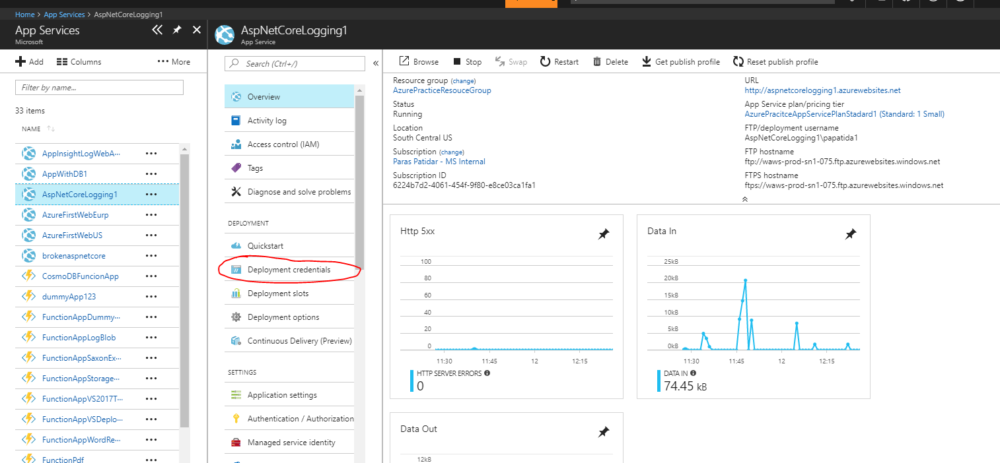 Home > App Services > AspNetCoreLogging1
App Services
Microsoft
Add
Columns
More
Filter by name...
33 items
NAME
AppInsightLogWebA···
AppWithDB1
AspNetCoreLogging1
AzureFirstWebEurp
AzureFirstWebUS
brokenaspnetcore
CosmoDBFuncionApp
dummyApp123
FunctionAppDummy···
FunctionAppLogBlob
FunctionAppSaxonEx···
FunctionAppStorage···
FunctionAppVS2017T···
FunctionAppVSDeplo···
FunctionAppWordRe···
FunctionPdf
AspNetCoreLogging1
App Service
Search (Ctrl+/)
Overview
Activity log
Access control (IAM)
Tags
Diagnose and solve problems
DEPLOYMENT
Quickstart
Deployment credentials
Deployment slots
Deployment options
Continuous Delivery (Preview)
SETTINGS
Application settings
Authentication / Authorization
Managed service identity
Browse
Stop
Swap
Restart
Delete
Get publish profile
Reset publish profile
Resource group (change)
AzurePracticeResouceGroup
Status
Running
Location
South Central US
Subscription (change)
Paras Patidar - MS Internal
Subscription ID
6224b7d2-4061-454f-9f80-e8ce03ca1fa1
URL
http://aspnetcorelogging1.azurewebsites.net
App Service plan/pricing tier
AzurePracitceAppServicePlanStadard1 (Standard: 1 Small)
FTP/deployment username
AspNetCoreLogging1\papatida1
FTP hostname
ftp://waws-prod-sn1-075.ftp.azurewebsites.windows.net
FTPS hostname
ftps://waws-prod-sn1-075.ftp.azurewebsites.windows.net
Http 5xx
100
80
60
40
20
0
11:30 11:45 12 12:15
HTTP SERVER ERRORS
0
Data In
25kB
20kB
15kB
10kB
5kB
0kB
11:30 11:45 12 12:15
DATA IN
74.45 kB
Data Out
12kB